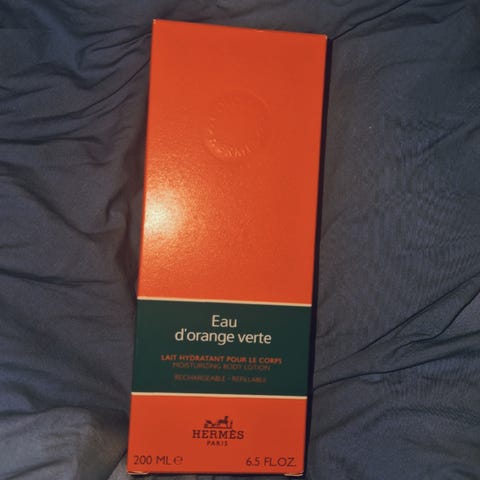 Eau
d'orange verte
LAIT HYDRATANT POUR LE CORPS
MOISTURIZING BODY LOTION
RECHARGEABLE - REFILLABLE
HERMÈS
PARIS
200 ML ℮ 6.5 FL.OZ.